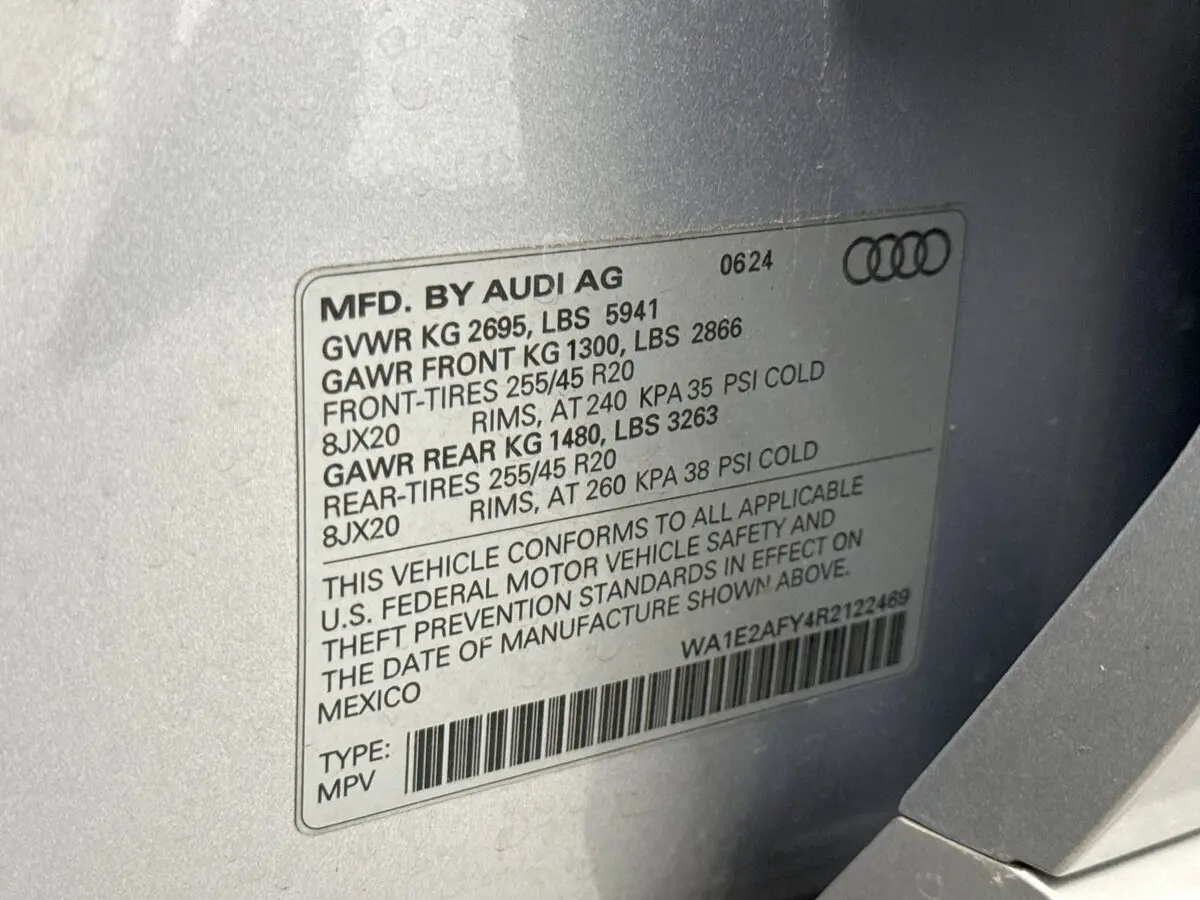 MFD. BY AUDI AG 0624
GVWR KG 2695, LBS 5941
GAWR FRONT KG 1300, LBS 2866
FRONT-TIRES 255/45 R20
8JX20 RIMS, AT 240 KPA 35 PSI COLD
GAWR REAR KG 1480, LBS 3263
REAR-TIRES 255/45 R20
8JX20 RIMS, AT 260 KPA 38 PSI COLD
THIS VEHICLE CONFORMS TO ALL APPLICABLE
U.S. FEDERAL MOTOR VEHICLE SAFETY AND
THEFT PREVENTION STANDARDS IN EFFECT ON
THE DATE OF MANUFACTURE SHOWN ABOVE.
MEXICO WA1E2AFY4R2122469
TYPE:
MPV